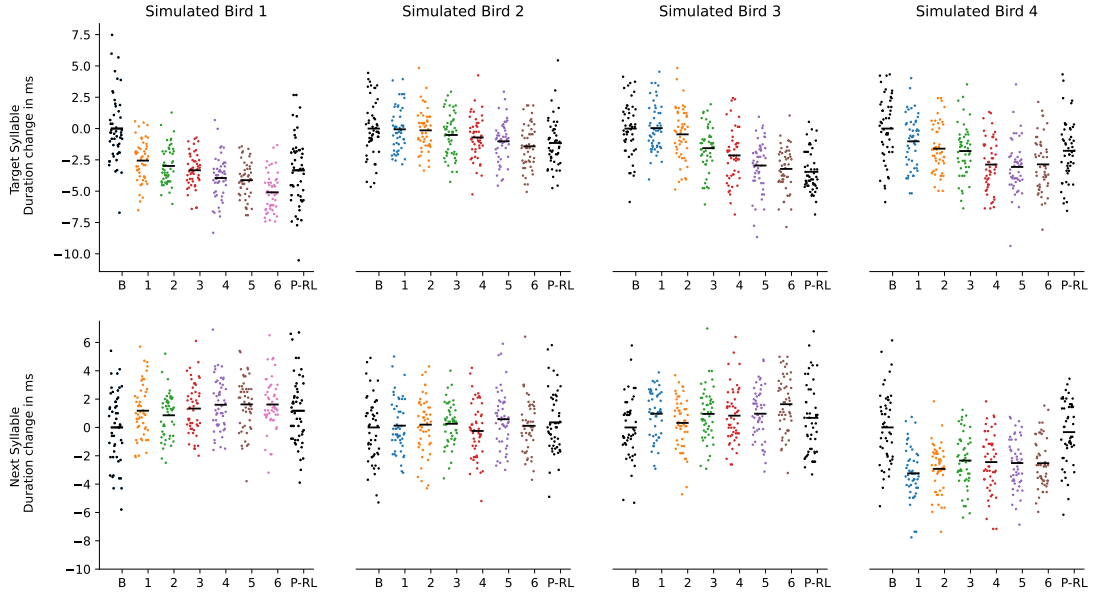 Simulated Bird 1 Simulated Bird 2 Simulated Bird 3 Simulated Bird 4
Target Syllable
Duration change in ms
7.5
5.0
2.5
0.0
−2.5
−5.0
−7.5
−10.0
B 1 2 3 4 5 6 P-RL B 1 2 3 4 5 6 P-RL B 1 2 3 4 5 6 P-RL B 1 2 3 4 5 6 P-RL
Next Syllable
Duration change in ms
6
4
2
0
−2
−4
−6
−8
−10
B 1 2 3 4 5 6 P-RL B 1 2 3 4 5 6 P-RL B 1 2 3 4 5 6 P-RL B 1 2 3 4 5 6 P-RL